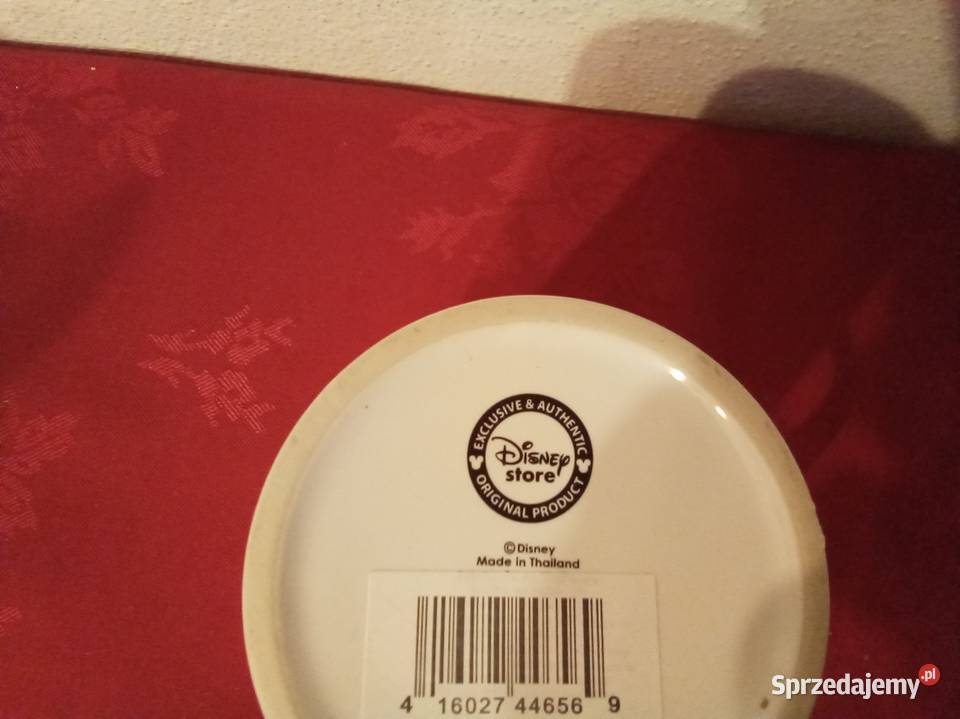 EXCLUSIVE & AUTHENTIC
Disney
store
ORIGINAL PRODUCT
©Disney
Made in Thailand
4 16027 44656 9
Sprzedajemy.pl